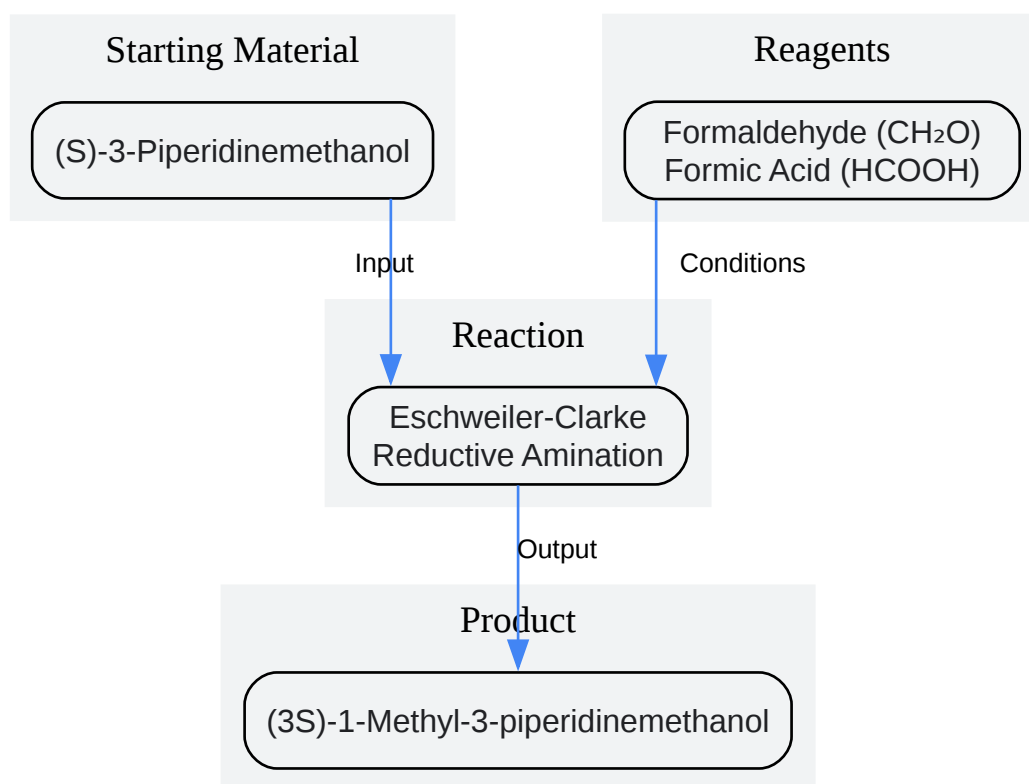 Starting Material
(S)-3-Piperidinemethanol
Reagents
Formaldehyde (CH₂O)
Formic Acid (HCOOH)
Input
Conditions
Reaction
Eschweiler-Clarke
Reductive Amination
Output
Product
(3S)-1-Methyl-3-piperidinemethanol